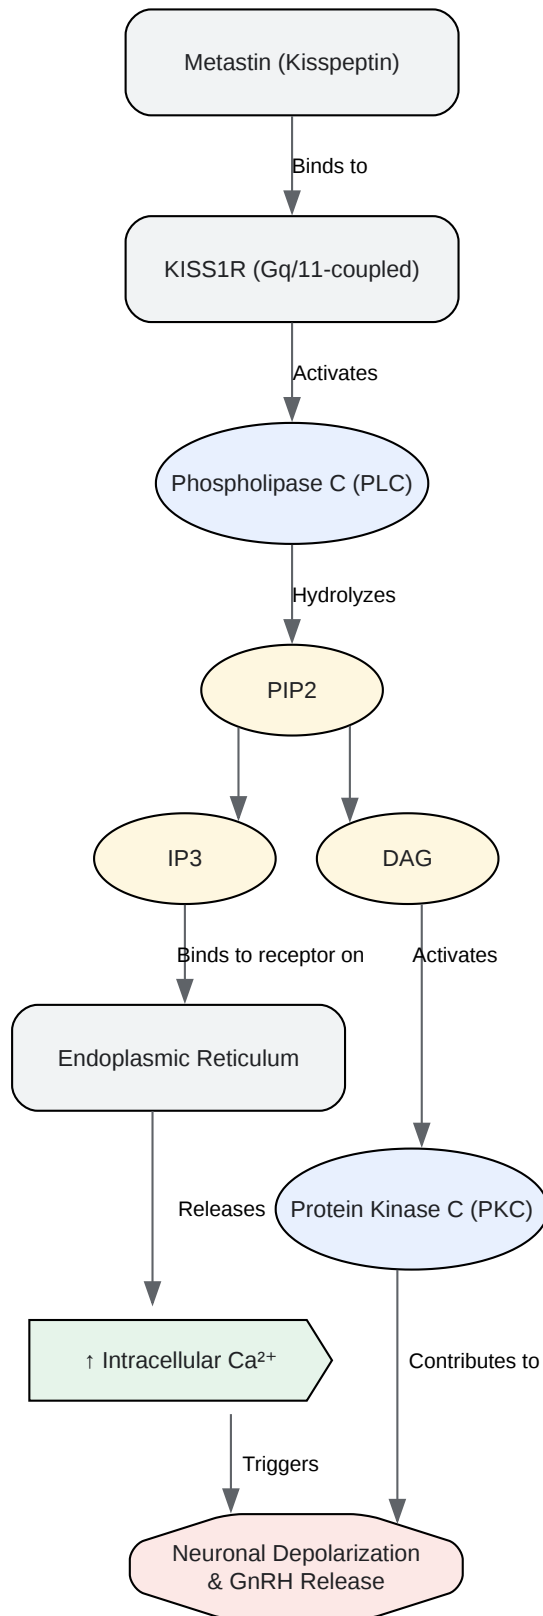 Metastin (Kisspeptin)
Binds to
KISS1R (Gq/11-coupled)
Activates
Phospholipase C (PLC)
Hydrolyzes
PIP2
IP3
DAG
Binds to receptor on
Activates
Endoplasmic Reticulum
Releases
Protein Kinase C (PKC)
↑ Intracellular Ca²⁺
Contributes to
Triggers
Neuronal Depolarization
& GnRH Release